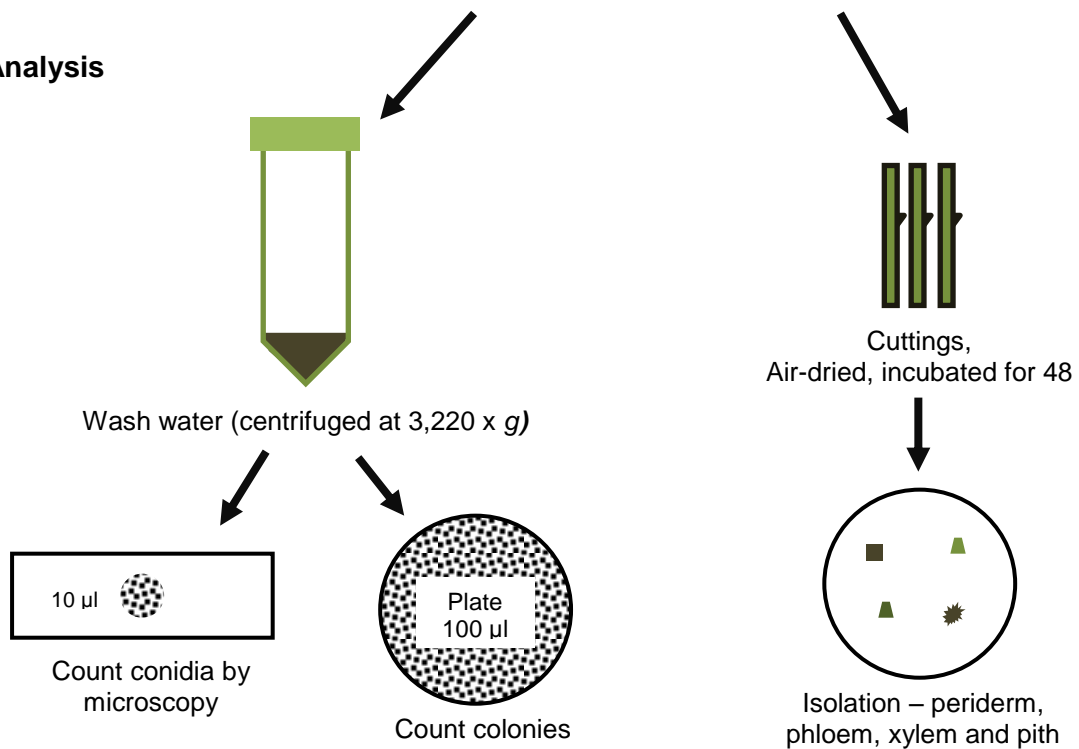 Analysis
Wash water (centrifuged at 3,220 x g)
Cuttings,
Air-dried, incubated for 48
10 µl
Plate
100 µl
Count conidia by
microscopy
Count colonies
Isolation – periderm,
phloem, xylem and pith